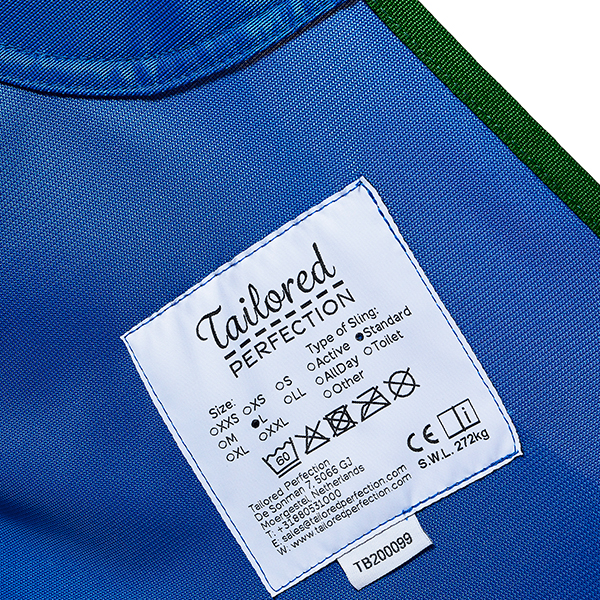 Tailored
PERFECTION
Size:
XXS XS S
M L LL
XL XXL
Type of Sling:
Active Standard
AllDay Toilet
Other
60
CE i
S.W.L. 272kg
Tailored Perfection
De Sonman 7, 5066 GJ
Moergestel, Netherlands
T: +31880531000
E: sales@tailoredperfection.com
W: www.tailoredperfection.com
TB200099